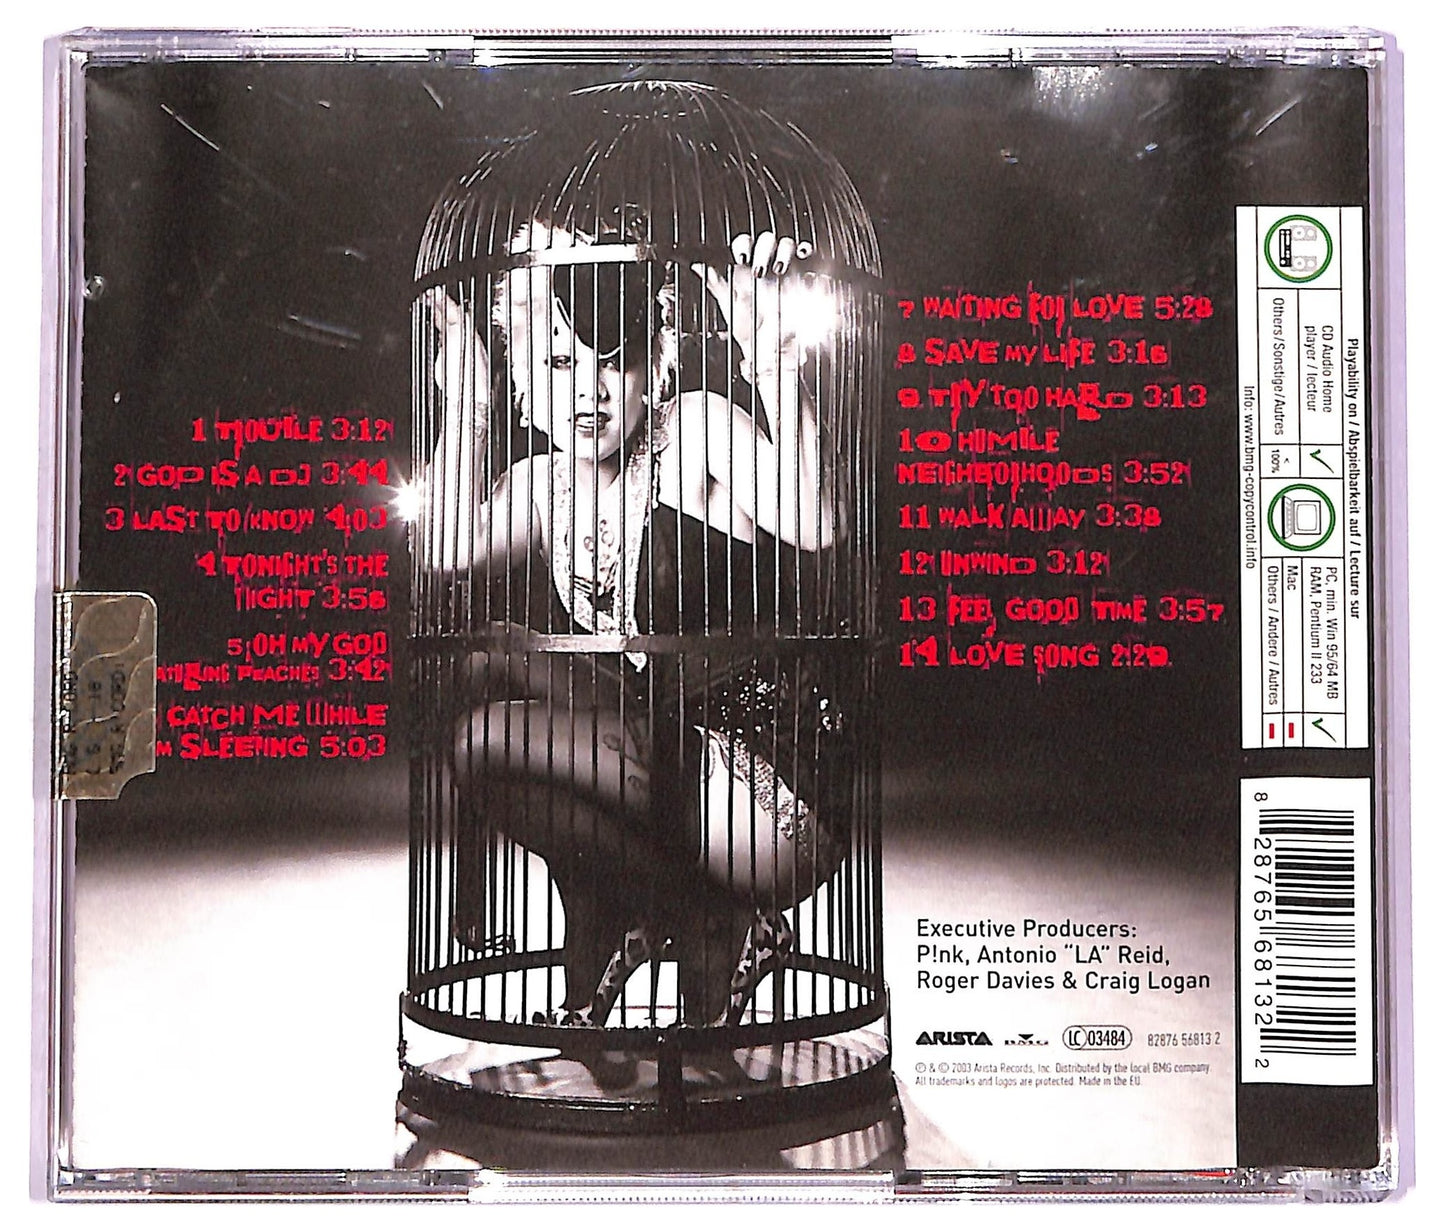 1 TROUBLE 3:12
2 GOD IS A DJ 3:44
3 LAST TO KNOW 4:03
4 TONIGHT'S THE
NIGHT 3:56
5 OH MY GOD
PEACHES 3:42
CATCH ME WHILE
SLEEPING 5:03
7 WAITING FOR LOVE 5:28
8 SAVE MY LIFE 3:16
9 TRY TOO HARD 3:13
10 HUMBLE
NEIGHBORHOODS 3:52
11 WALK AWAY 3:38
12 UNWIND 3:12
13 FEEL GOOD TIME 3:57
14 LOVE SONG 2:29
Executive Producers:
P!nk, Antonio "LA" Reid,
Roger Davies & Craig Logan
ARISTA BMG LC 03484 82876 56813 2
℗ & © 2003 Arista Records, Inc. Distributed by the local BMG company.
All trademarks and logos are protected. Made in the EU.
Playability on / Abspielbarkeit auf / Lecture sur
CD Audio Home
player / lecteur
Others / Sonstige / Autres
< 100%
PC, min. Win 95/64 MB
RAM, Pentium II 233
Mac
Others / Andere / Autres
Info: www.bmg-copycontrol.info
8 28765 68132 2